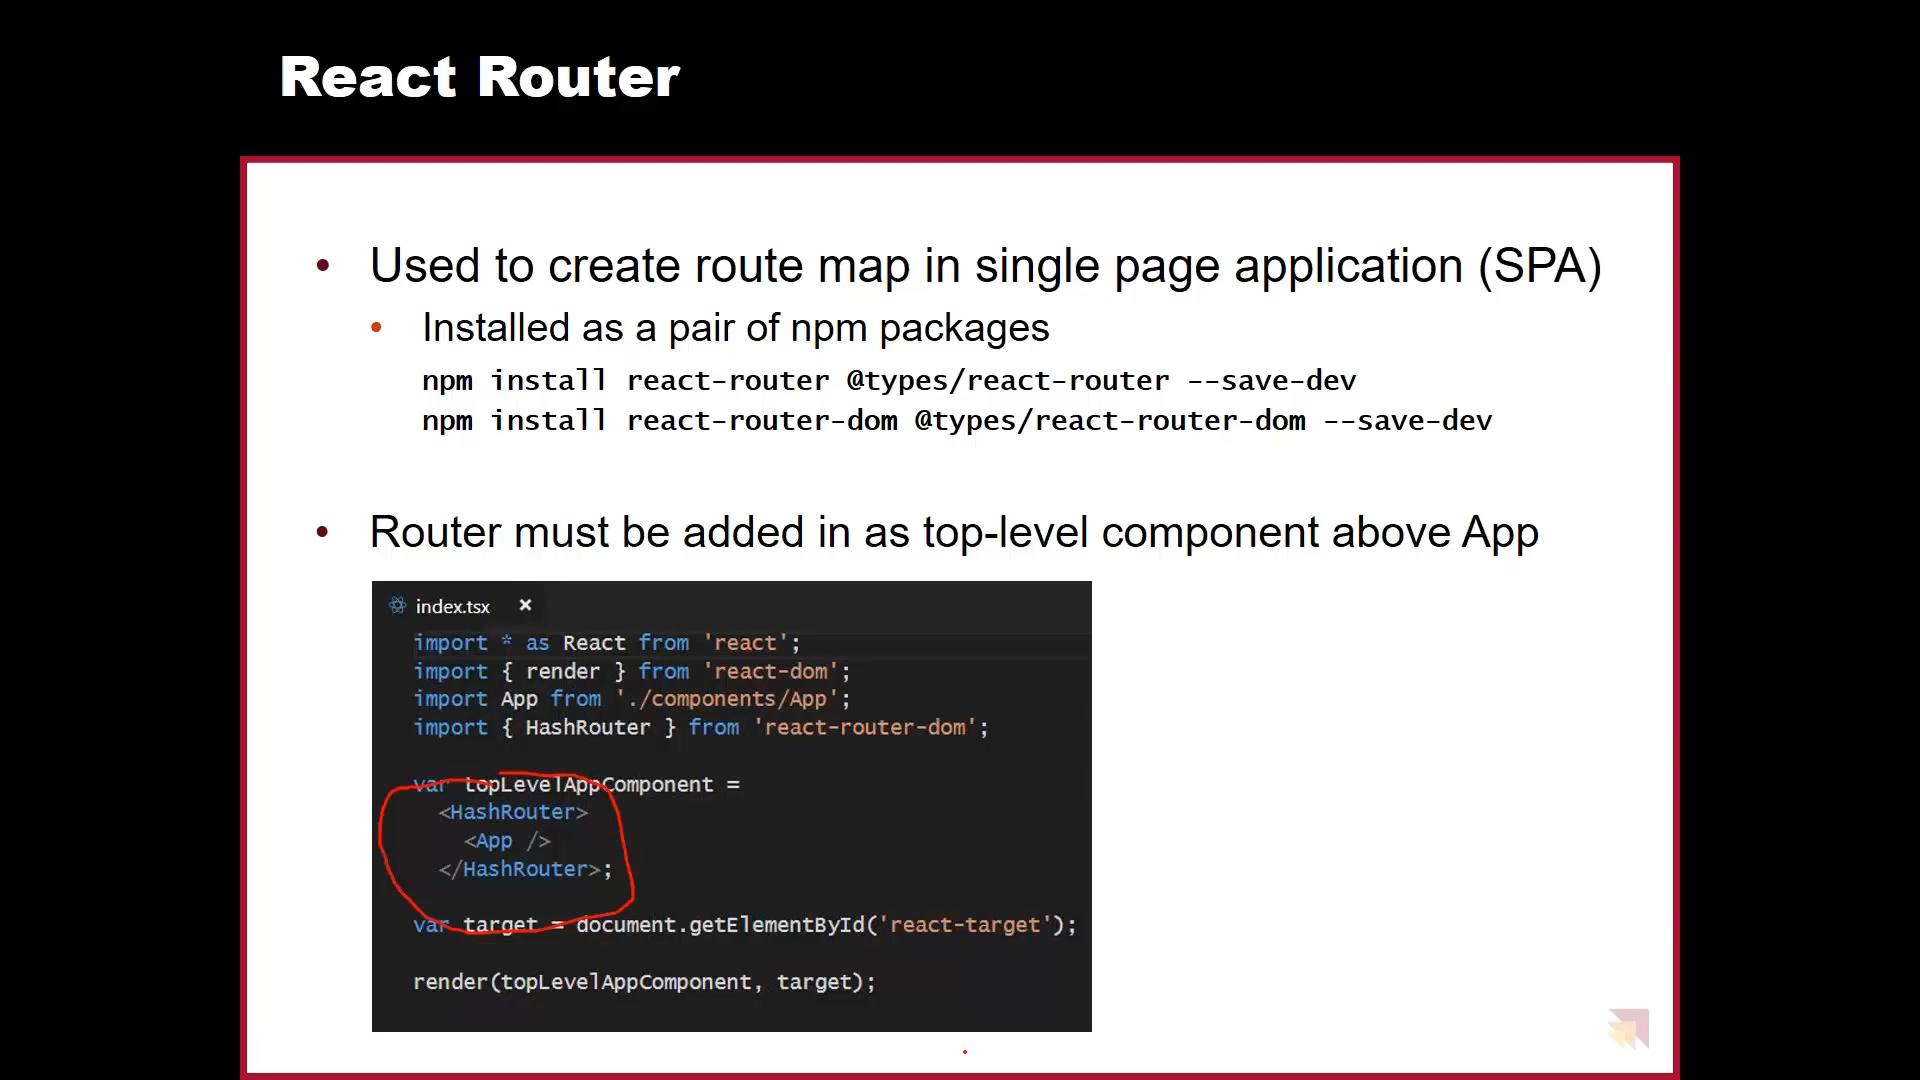 React Router
• Used to create route map in single page application (SPA)
• Installed as a pair of npm packages
npm install react-router @types/react-router --save-dev
npm install react-router-dom @types/react-router-dom --save-dev
• Router must be added in as top-level component above App
index.tsx ×
import * as React from 'react';
import { render } from 'react-dom';
import App from './components/App';
import { HashRouter } from 'react-router-dom';
var topLevelAppComponent =
<HashRouter>
<App />
</HashRouter>;
var target = document.getElementById('react-target');
render(topLevelAppComponent, target);